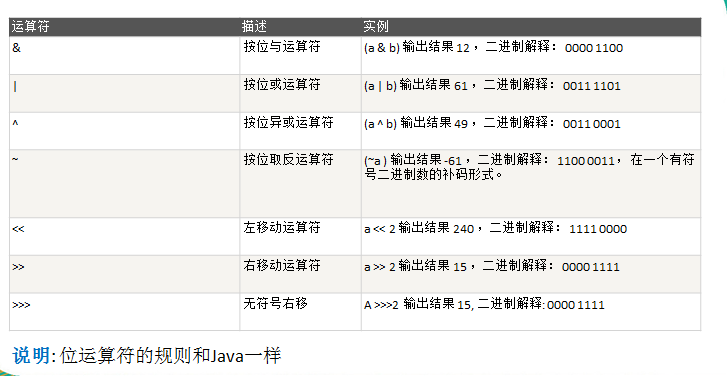 运算符 描述 实例
& 按位与运算符 (a & b) 输出结果 12 ，二进制解释： 0000 1100
| 按位或运算符 (a | b) 输出结果 61 ，二进制解释： 0011 1101
^ 按位异或运算符 (a ^ b) 输出结果 49 ，二进制解释： 0011 0001
~ 按位取反运算符 (~a ) 输出结果 -61 ，二进制解释： 1100 0011， 在一个有符
号二进制数的补码形式。
<< 左移动运算符 a << 2 输出结果 240 ，二进制解释： 1111 0000
>> 右移动运算符 a >> 2 输出结果 15 ，二进制解释： 0000 1111
>>> 无符号右移 A >>>2 输出结果 15, 二进制解释: 0000 1111
说明: 位运算符的规则和Java一样